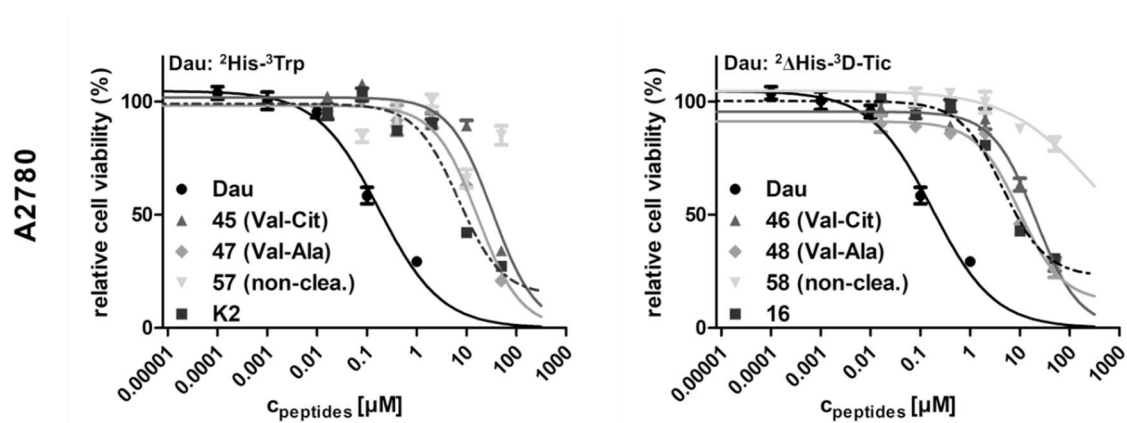 A2780
Dau: ²His-³Trp
relative cell viability (%)
100
50
0
Dau
45 (Val-Cit)
47 (Val-Ala)
57 (non-clea.)
K2
0.00001
0.0001
0.001
0.01
0.1
1
10
100
1000
cpeptides [µM]
Dau: ²ΔHis-³D-Tic
relative cell viability (%)
100
50
0
Dau
46 (Val-Cit)
48 (Val-Ala)
58 (non-clea.)
16
0.00001
0.0001
0.001
0.01
0.1
1
10
100
1000
cpeptides [µM]